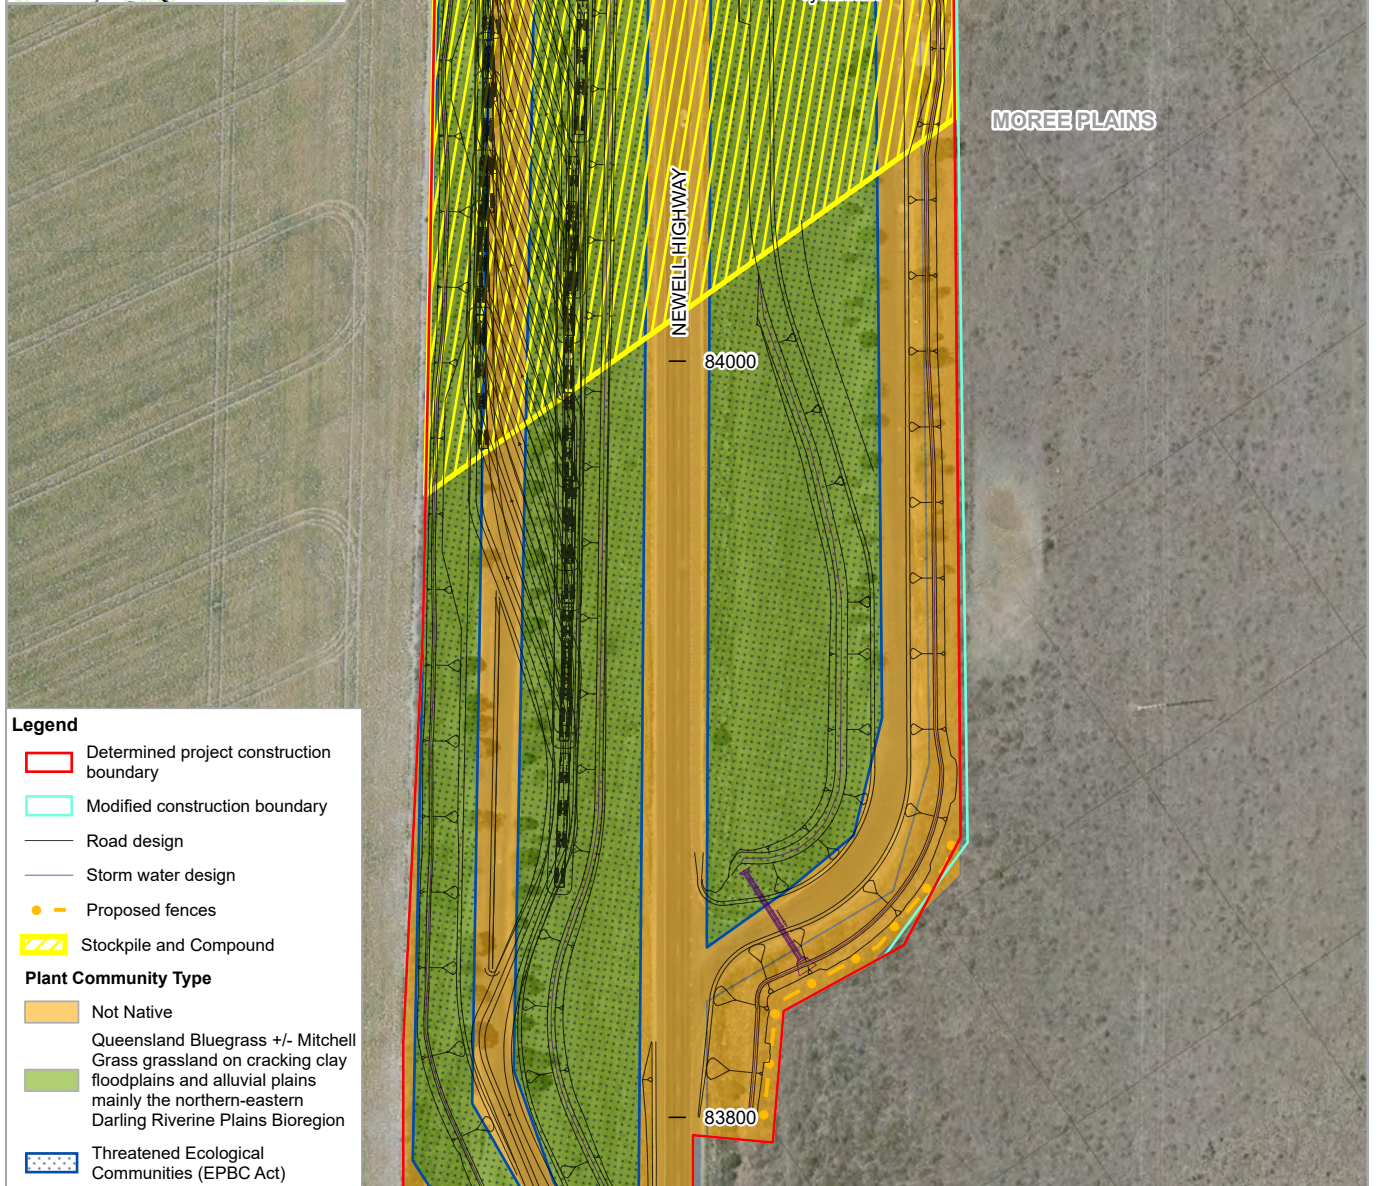 MOREE PLAINS
NEWELL HIGHWAY
84000
83800
Legend
Determined project construction
boundary
Modified construction boundary
Road design
Storm water design
Proposed fences
Stockpile and Compound
Plant Community Type
Not Native
Queensland Bluegrass +/- Mitchell
Grass grassland on cracking clay
floodplains and alluvial plains
mainly the northern-eastern
Darling Riverine Plains Bioregion
Threatened Ecological
Communities (EPBC Act)